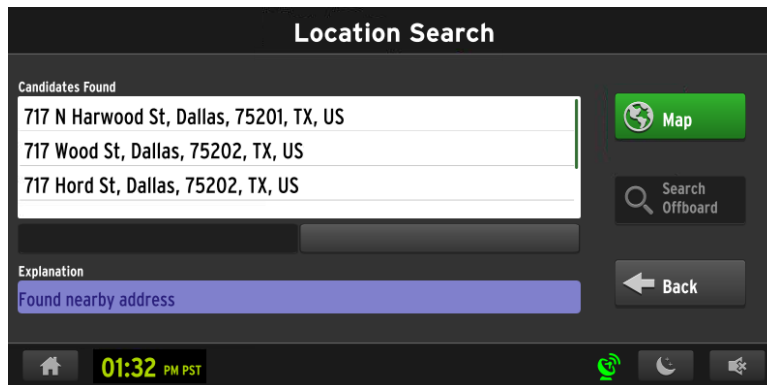 Location Search
Candidates Found
717 N Harwood St, Dallas, 75201, TX, US
717 Wood St, Dallas, 75202, TX, US
717 Hord St, Dallas, 75202, TX, US
Map
Search
Offboard
Explanation
Found nearby address
Back
01:32 PM PST